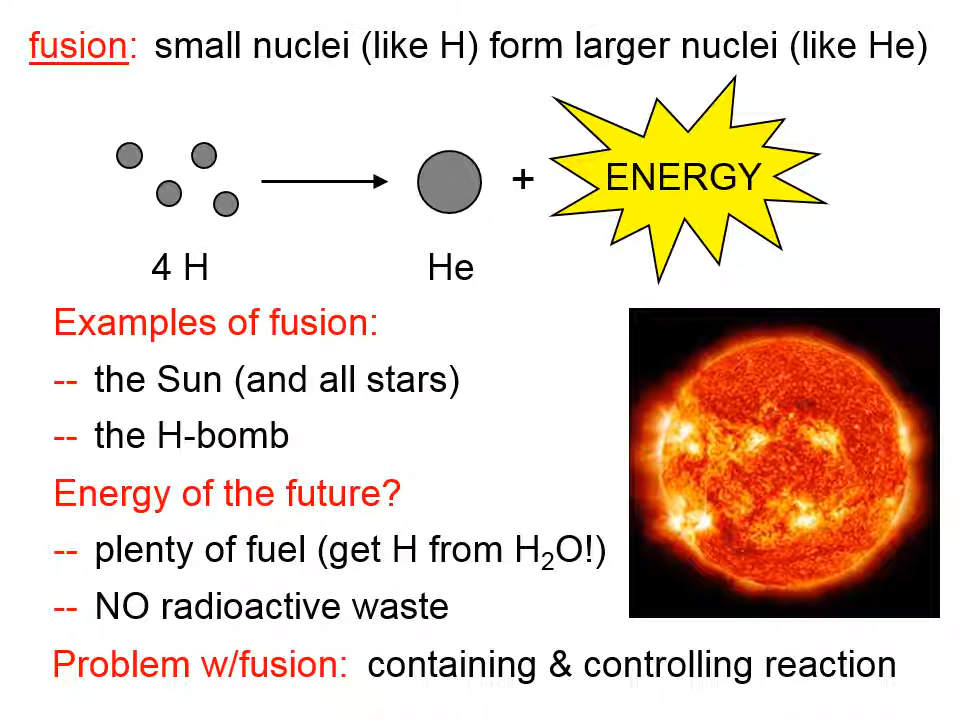 fusion: small nuclei (like H) form larger nuclei (like He)
+ ENERGY
4 H He
Examples of fusion:
-- the Sun (and all stars)
-- the H-bomb
Energy of the future?
-- plenty of fuel (get H from H₂O!)
-- NO radioactive waste
Problem w/fusion: containing & controlling reaction